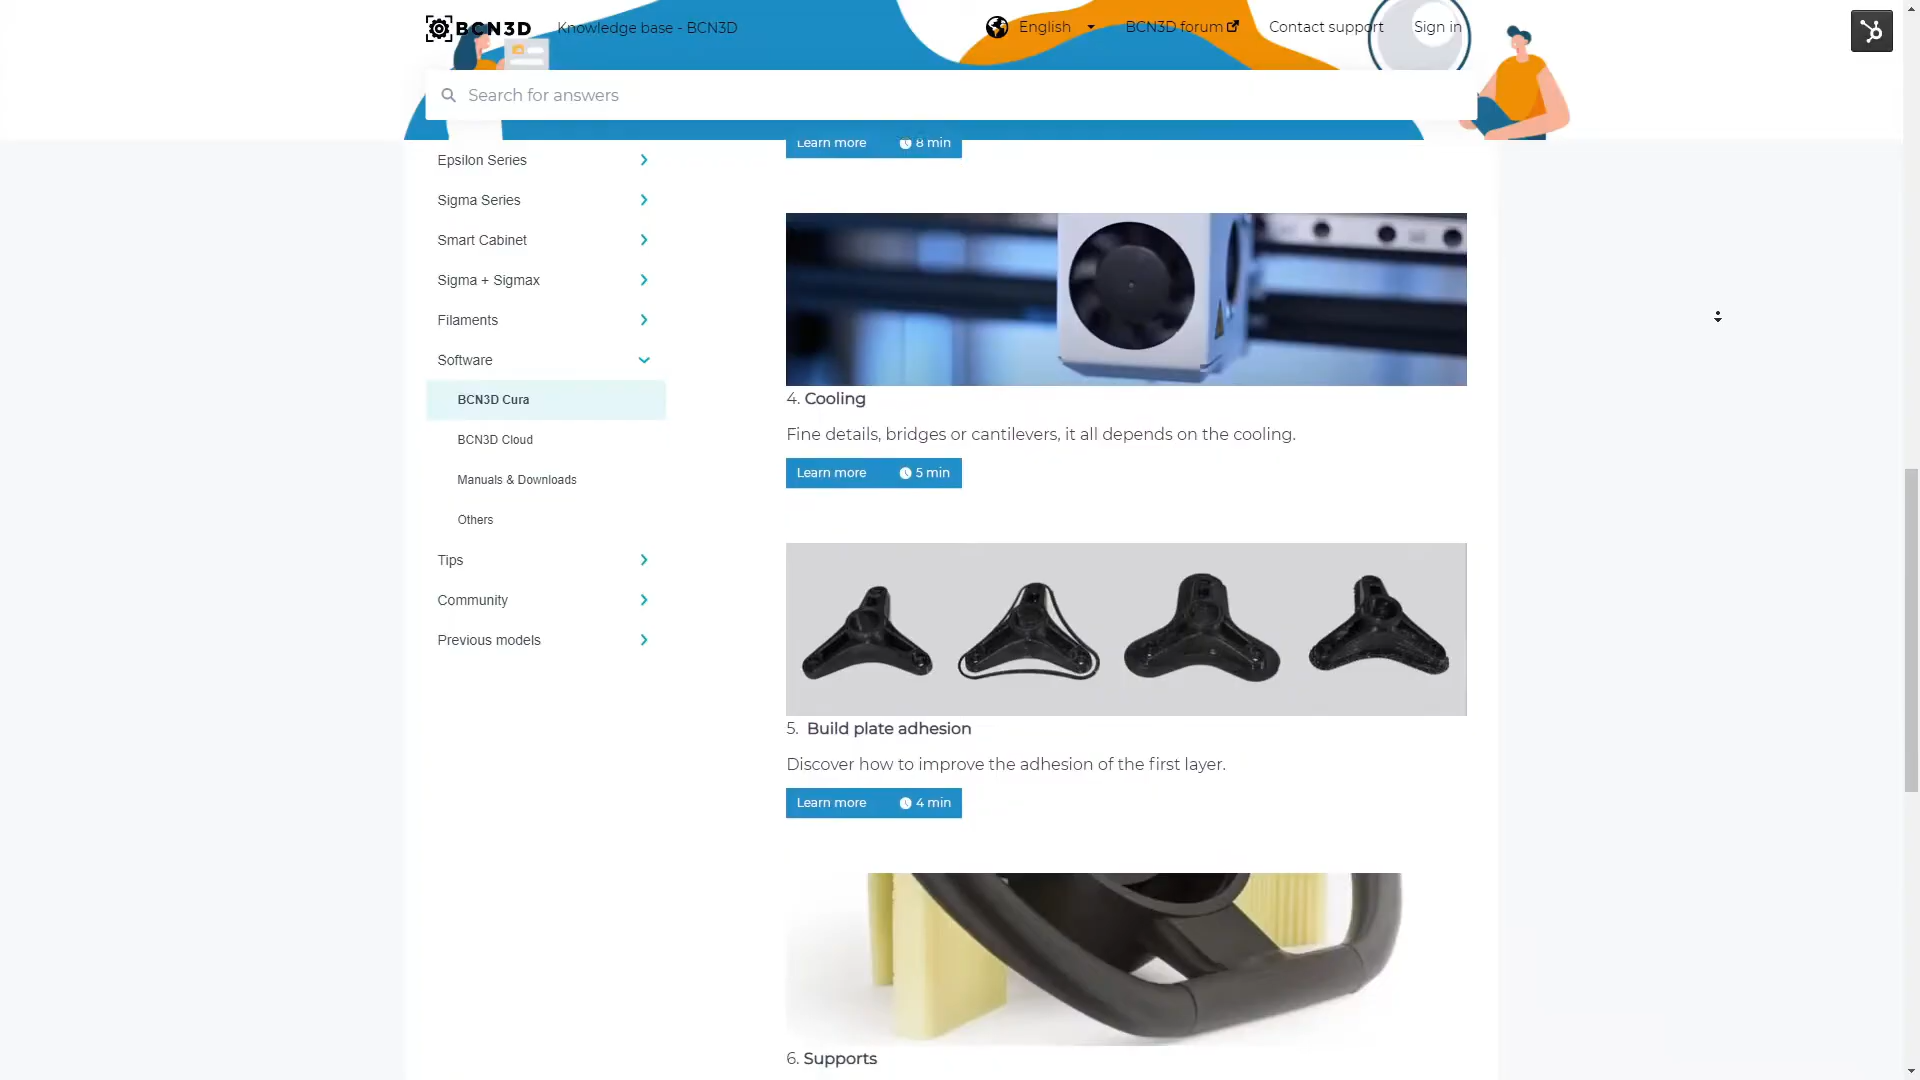 BCN3D
Knowledge base - BCN3D
English
BCN3D forum
Contact support
Sign in
Search for answers
Learn more 8 min
Epsilon Series
Sigma Series
Smart Cabinet
Sigma + Sigmax
Filaments
Software
BCN3D Cura
BCN3D Cloud
Manuals & Downloads
Others
Tips
Community
Previous models
4. Cooling
Fine details, bridges or cantilevers, it all depends on the cooling.
Learn more 5 min
5. Build plate adhesion
Discover how to improve the adhesion of the first layer.
Learn more 4 min
6. Supports